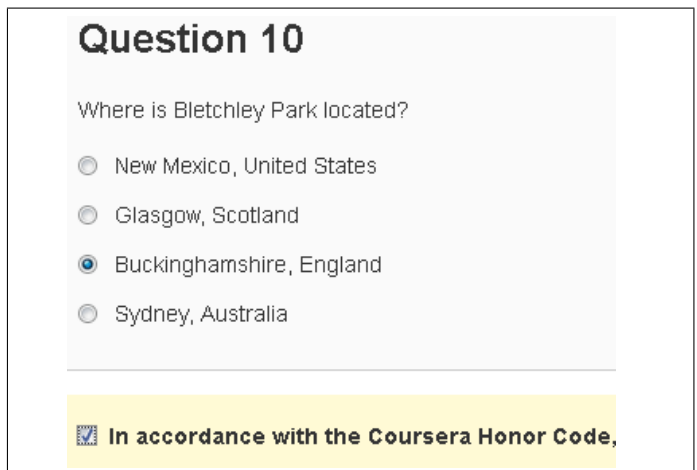 Question 10
Where is Bletchley Park located?
New Mexico, United States
Glasgow, Scotland
Buckinghamshire, England
Sydney, Australia
In accordance with the Coursera Honor Code,